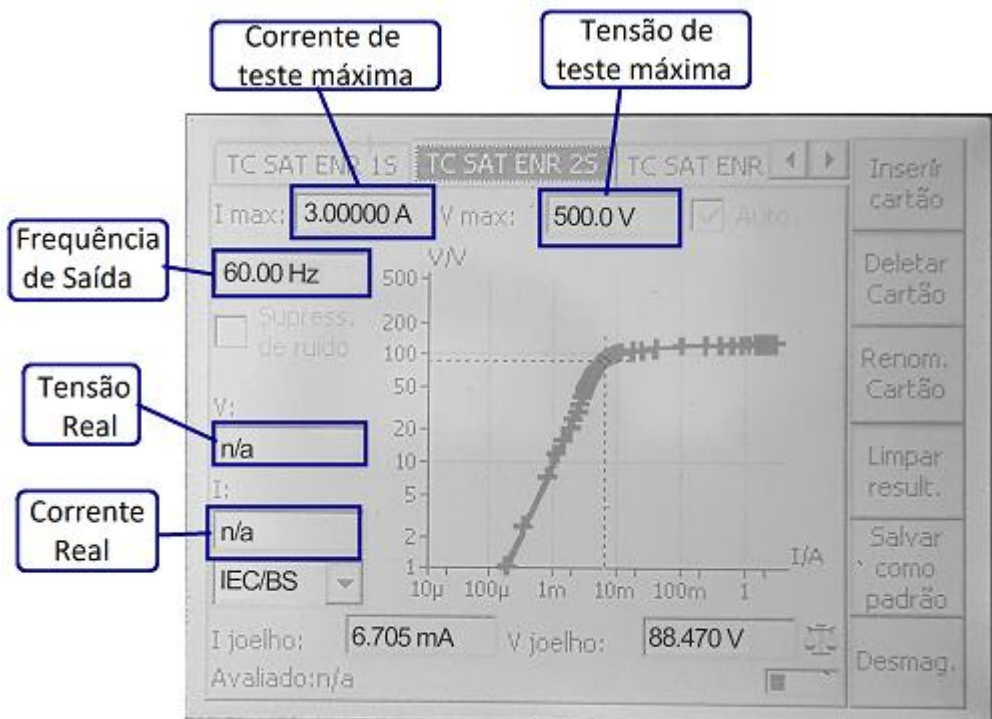 Corrente de
teste máxima
Tensão de
teste máxima
TC SAT ENR 1S
TC SAT ENR 2S
TC SAT ENR
Inserir
cartão
I max:
3.00000 A
V max:
500.0 V
Auto
Frequência
de Saída
60.00 Hz
V/V
500
200
100
50
20
10
5
2
1
Supress.
de ruído
Deletar
Cartão
Renom.
Cartão
Tensão
Real
V:
n/a
Limpar
result.
I:
Corrente
Real
n/a
Salvar
como
padrão
I/A
IEC/BS
10µ 100µ 1m 10m 100m 1
I joelho:
6.705 mA
V joelho:
88.470 V
Avaliado:n/a
Desmag.